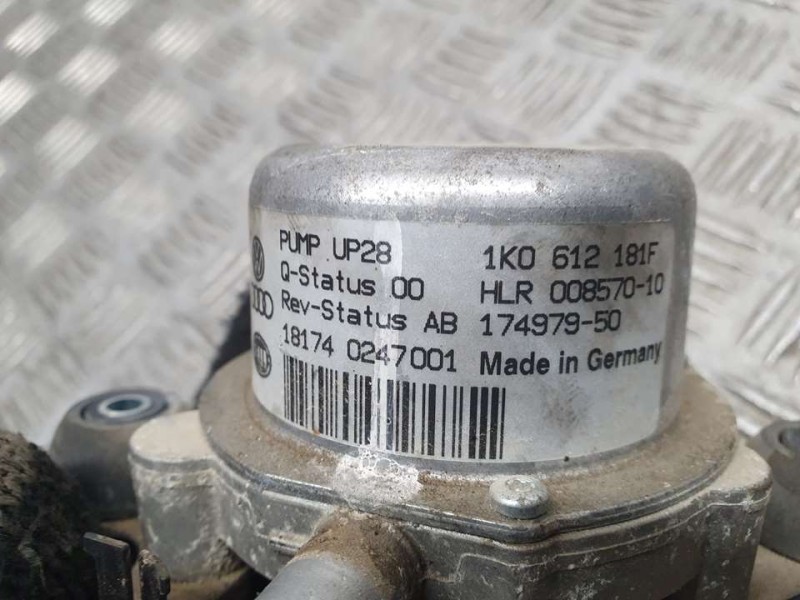 PUMP UP28 1K0 612 181F
Q-Status 00 HLR 008570-10
Rev-Status AB 174979-50
18174 0247001 Made in Germany